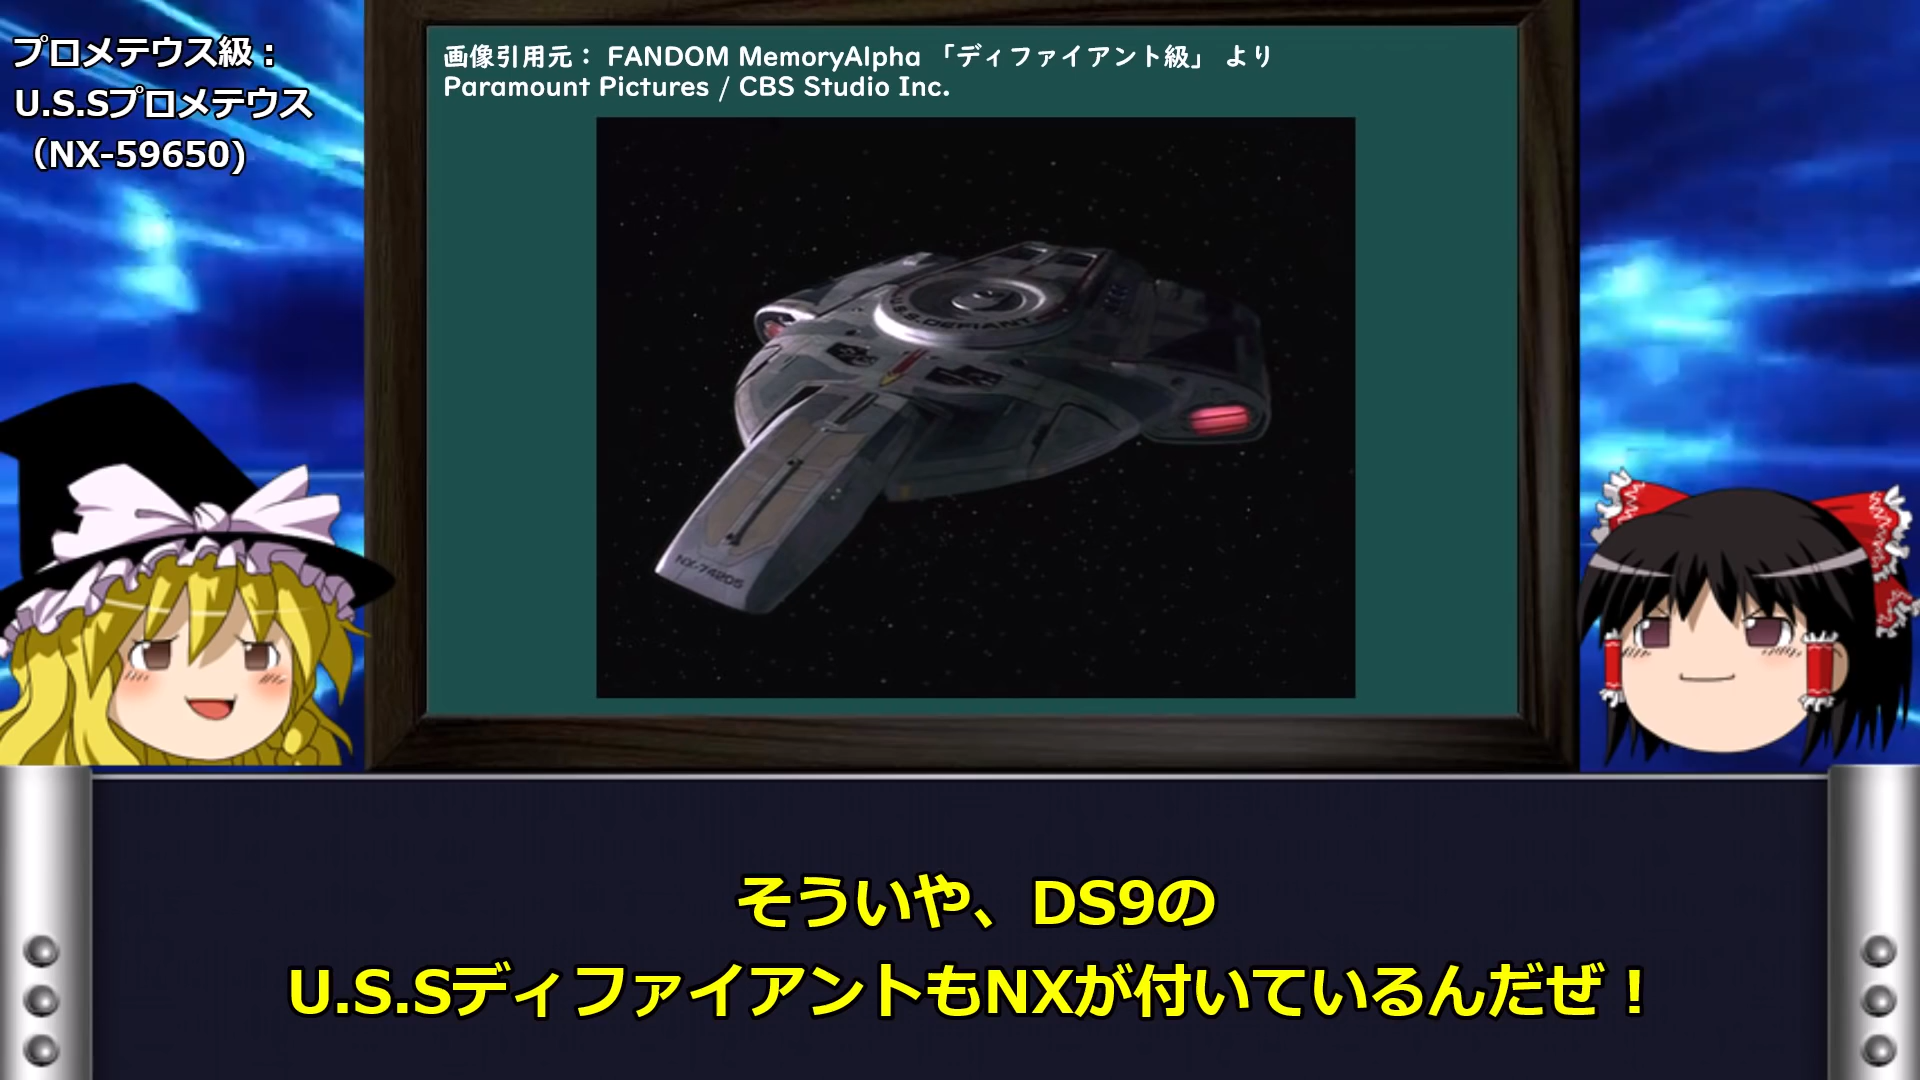 プロメテウス級：
U.S.Sプロメテウス
（NX-59650)
画像引用元： FANDOM MemoryAlpha 「ディファイアント級」 より
Paramount Pictures / CBS Studio Inc.
U.S.S. DEFIANT
NX-74205
そういや、DS9の
U.S.SディファイアントもNXが付いているんだぜ！